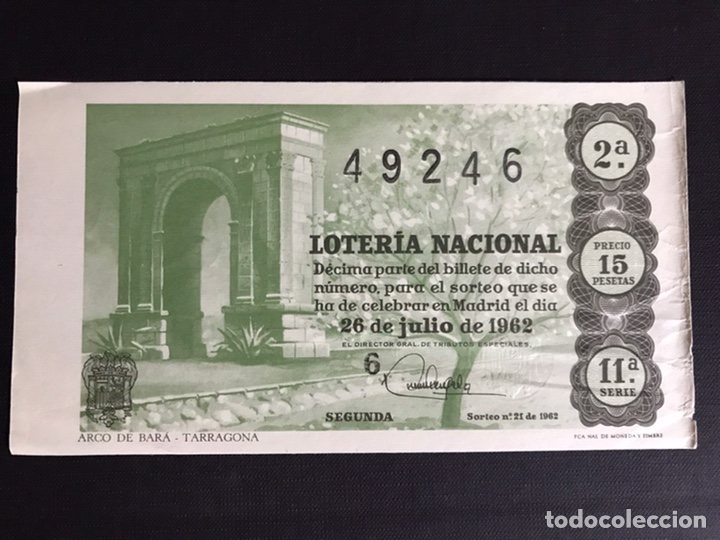 49246
2ª
LOTERÍA NACIONAL
PRECIO
15
PESETAS
Décima parte del billete de dicho
número, para el sorteo que se
ha de celebrar en Madrid el día
26 de julio de 1962
EL DIRECTOR GRAL. DE TRIBUTOS ESPECIALES,
6
11ª
SERIE
SEGUNDA
Sorteo nº. 21 de 1962
ARCO DE BARÁ - TARRAGONA
FCA NAL DE MONEDA Y TIMBRE
todocoleccion